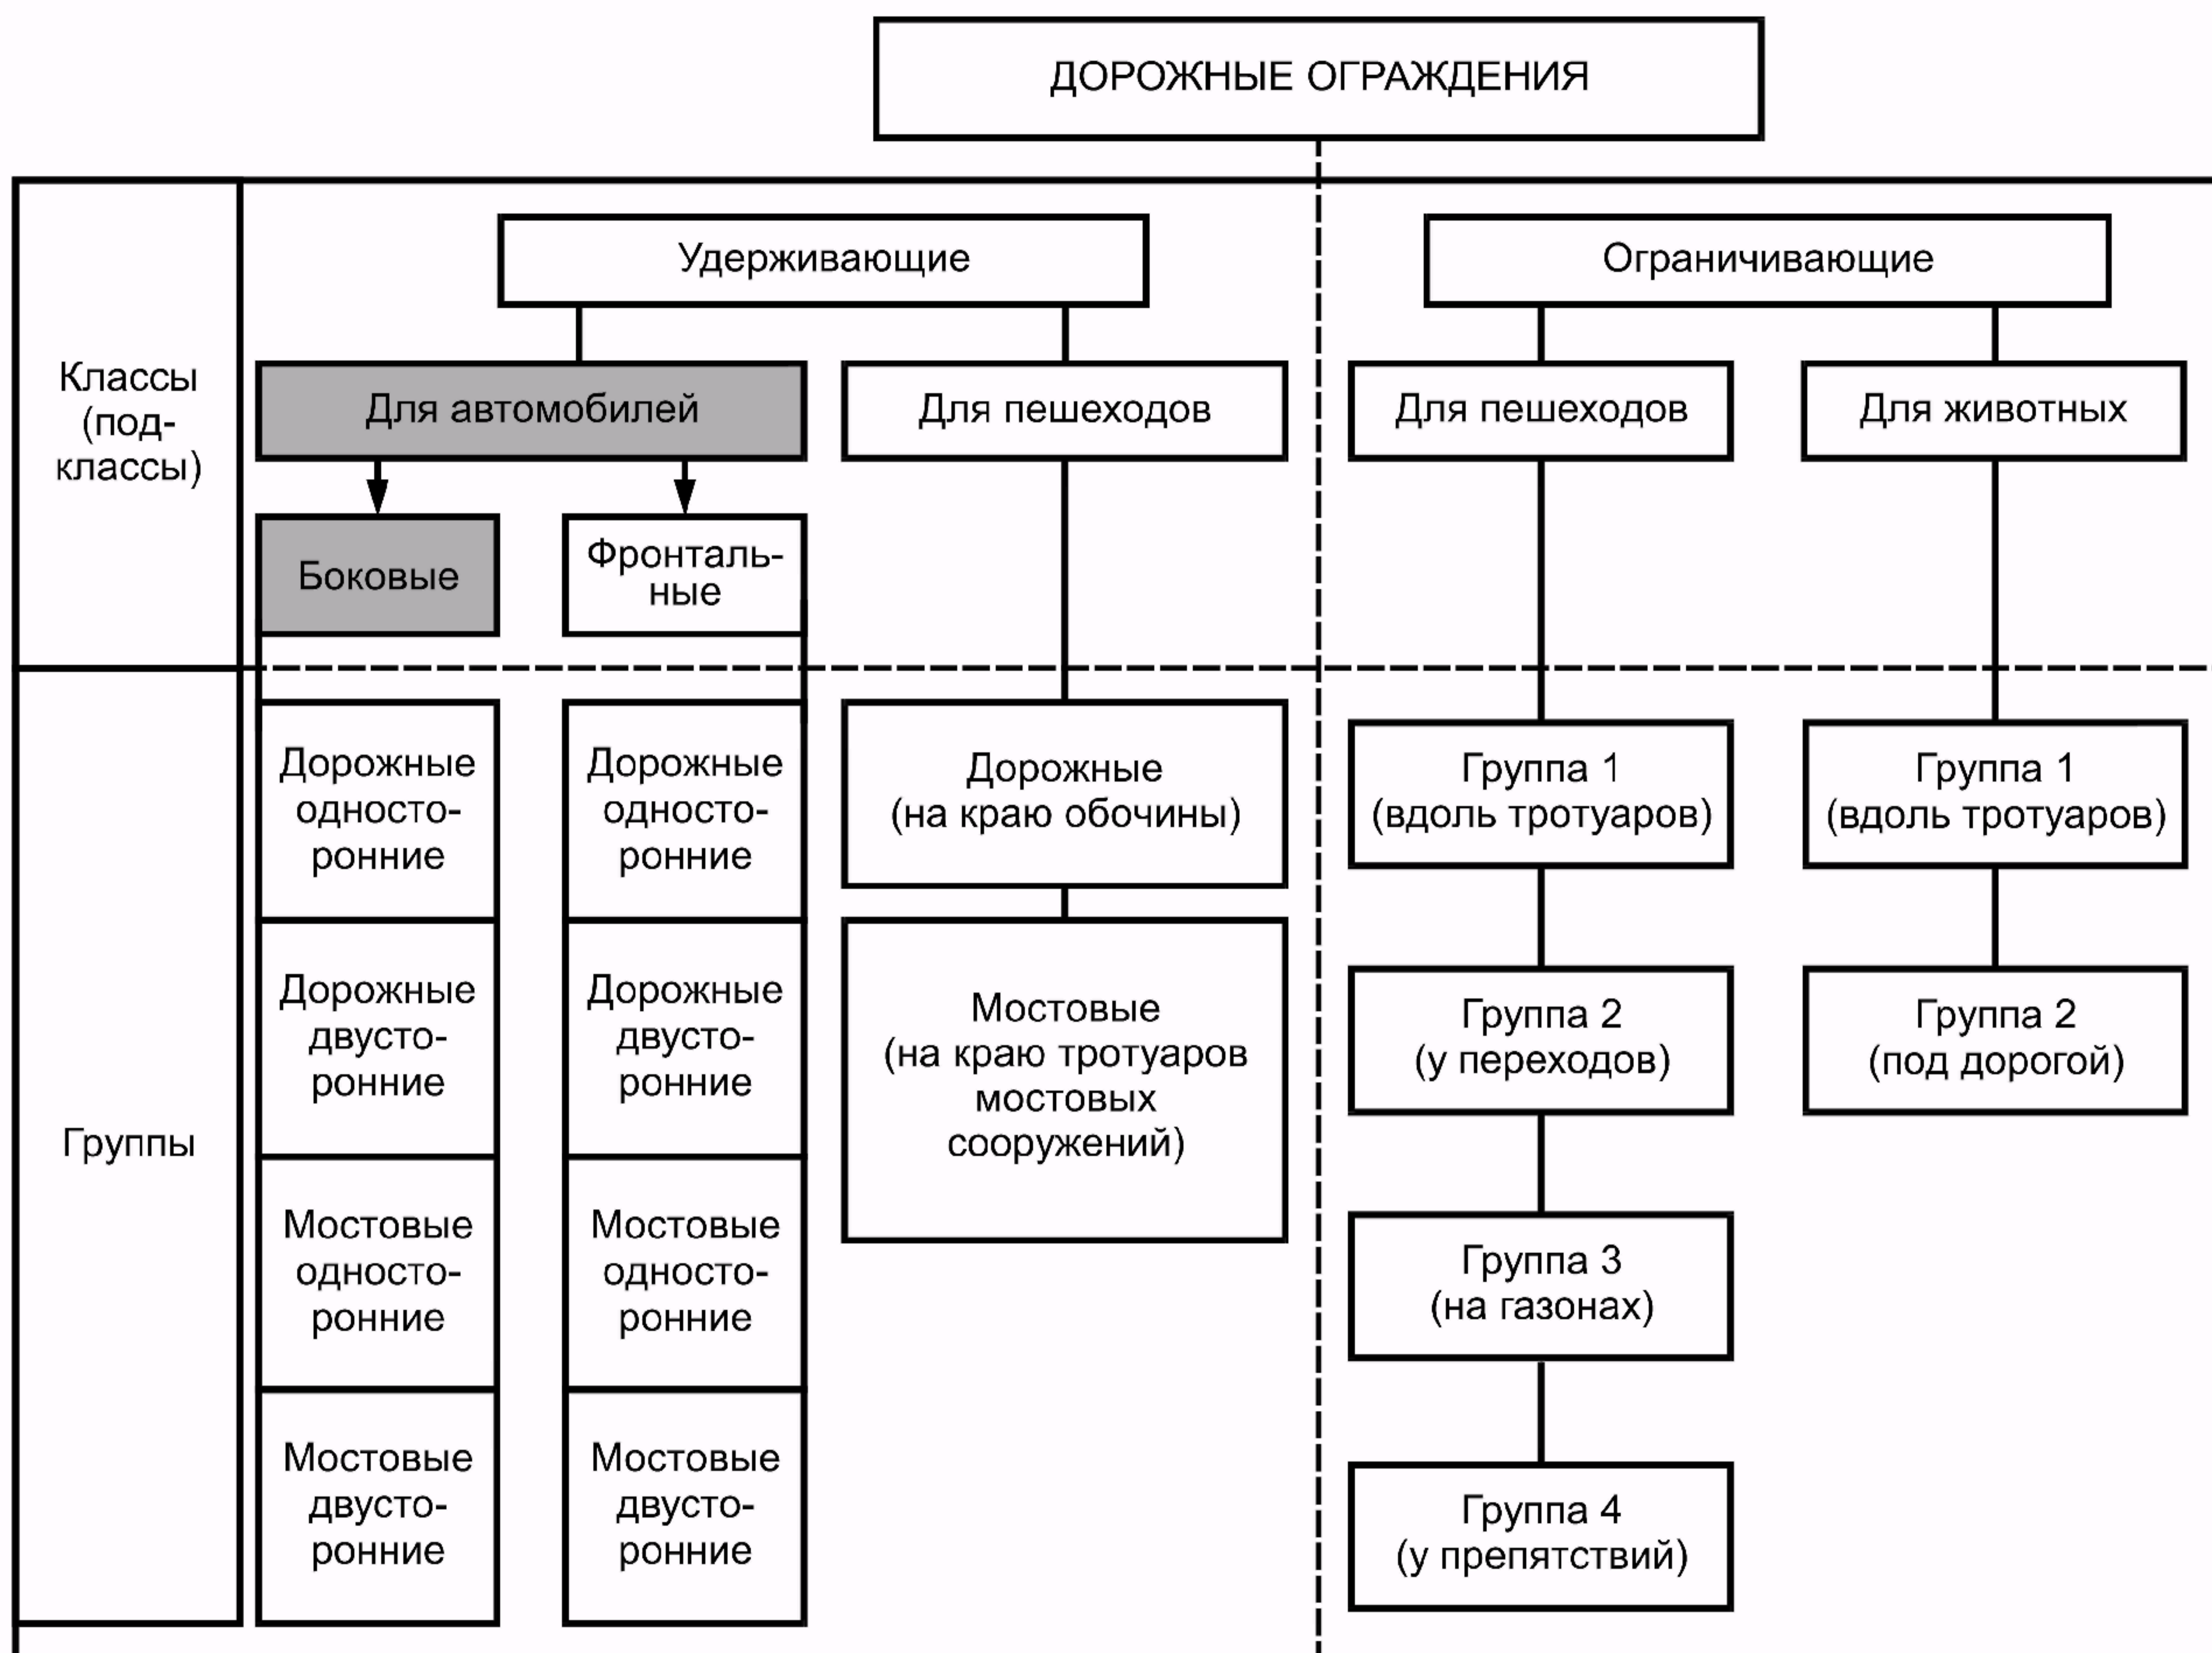 ДОРОЖНЫЕ ОГРАЖДЕНИЯ
Классы
(под-
классы)
Удерживающие
Ограничивающие
Для автомобилей
Для пешеходов
Для пешеходов
Для животных
Боковые
Фронталь-
ные
Группы
Дорожные
односто-
ронние
Дорожные
двусто-
ронние
Мостовые
односто-
ронние
Мостовые
двусто-
ронние
Дорожные
односто-
ронние
Дорожные
двусто-
ронние
Мостовые
односто-
ронние
Мостовые
двусто-
ронние
Дорожные
(на краю обочины)
Мостовые
(на краю тротуаров
мостовых
сооружений)
Группа 1
(вдоль тротуаров)
Группа 2
(у переходов)
Группа 3
(на газонах)
Группа 4
(у препятствий)
Группа 1
(вдоль тротуаров)
Группа 2
(под дорогой)